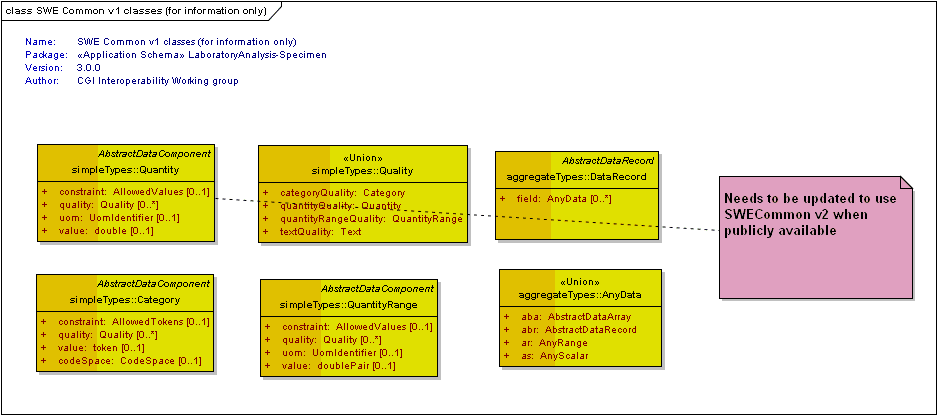 class SWE Common v1 classes (for information only)
Name: SWE Common v1 classes (for information only)
Package: «Application Schema» LaboratoryAnalysis-Specimen
Version: 3.0.0
Author: CGI Interoperability Working group
AbstractDataComponent
simpleTypes::Quantity
+ constraint: AllowedValues [0..1]
+ quality: Quality [0..*]
+ uom: UomIdentifier [0..1]
+ value: double [0..1]
«Union»
simpleTypes::Quality
+ categoryQuality: Category
+ quantityQuality: Quantity
+ quantityRangeQuality: QuantityRange
+ textQuality: Text
AbstractDataRecord
aggregateTypes::DataRecord
+ field: AnyData [0..*]
Needs to be updated to use
SWECommon v2 when
publicly available
AbstractDataComponent
simpleTypes::Category
+ constraint: AllowedTokens [0..1]
+ quality: Quality [0..*]
+ value: token [0..1]
+ codeSpace: CodeSpace [0..1]
AbstractDataComponent
simpleTypes::QuantityRange
+ constraint: AllowedValues [0..1]
+ quality: Quality [0..*]
+ uom: UomIdentifier [0..1]
+ value: doublePair [0..1]
«Union»
aggregateTypes::AnyData
+ aba: AbstractDataArray
+ abr: AbstractDataRecord
+ ar: AnyRange
+ as: AnyScalar